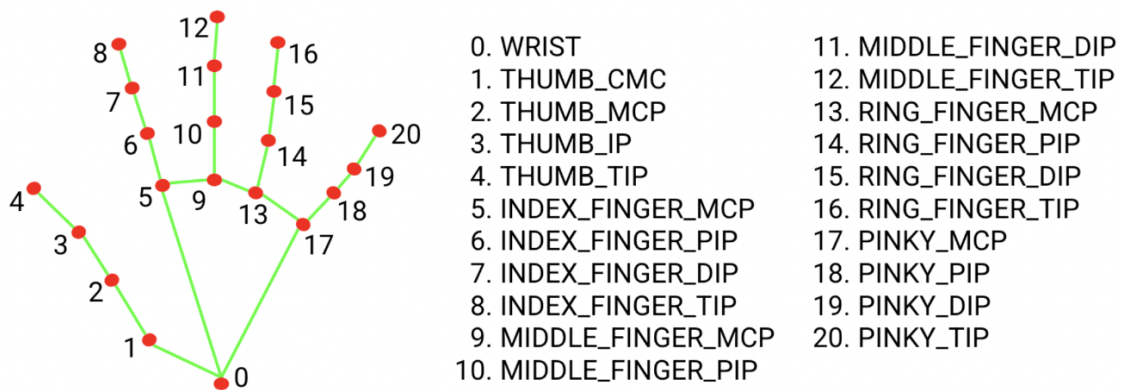 12
8
16
11
7
15
10
6
20
14
4
19
5
9
13
18
3
17
2
1
0
0. WRIST
1. THUMB_CMC
2. THUMB_MCP
3. THUMB_IP
4. THUMB_TIP
5. INDEX_FINGER_MCP
6. INDEX_FINGER_PIP
7. INDEX_FINGER_DIP
8. INDEX_FINGER_TIP
9. MIDDLE_FINGER_MCP
10. MIDDLE_FINGER_PIP
11. MIDDLE_FINGER_DIP
12. MIDDLE_FINGER_TIP
13. RING_FINGER_MCP
14. RING_FINGER_PIP
15. RING_FINGER_DIP
16. RING_FINGER_TIP
17. PINKY_MCP
18. PINKY_PIP
19. PINKY_DIP
20. PINKY_TIP